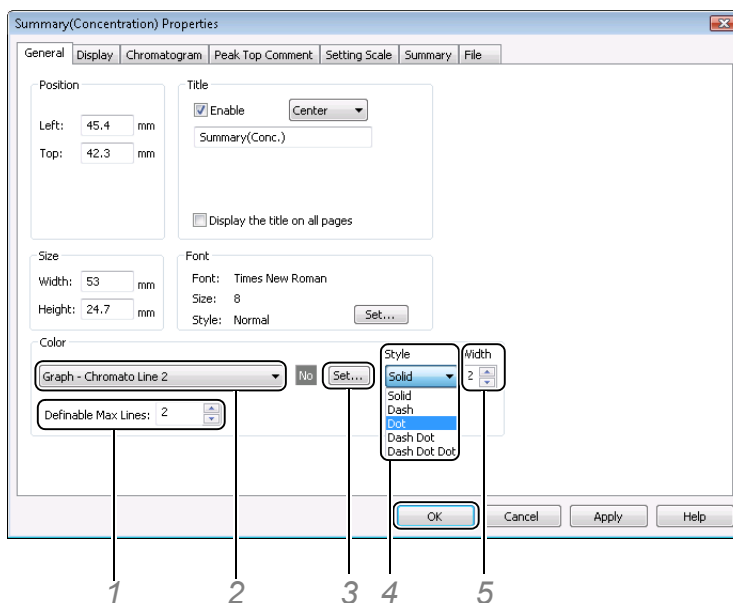 Summary(Concentration) Properties
General Display Chromatogram Peak Top Comment Setting Scale Summary File
Position
Left: 45.4 mm
Top: 42.3 mm
Title
Enable Center
Summary(Conc.)
Display the title on all pages
Size
Width: 53 mm
Height: 24.7 mm
Font
Font: Times New Roman
Size: 8
Style: Normal Set...
Color
Style Width
Graph - Chromato Line 2 No Set... Solid 2
Solid
Dash
Dot
Dash Dot
Dash Dot Dot
Definable Max Lines: 2
OK Cancel Apply Help
1 2 3 4 5